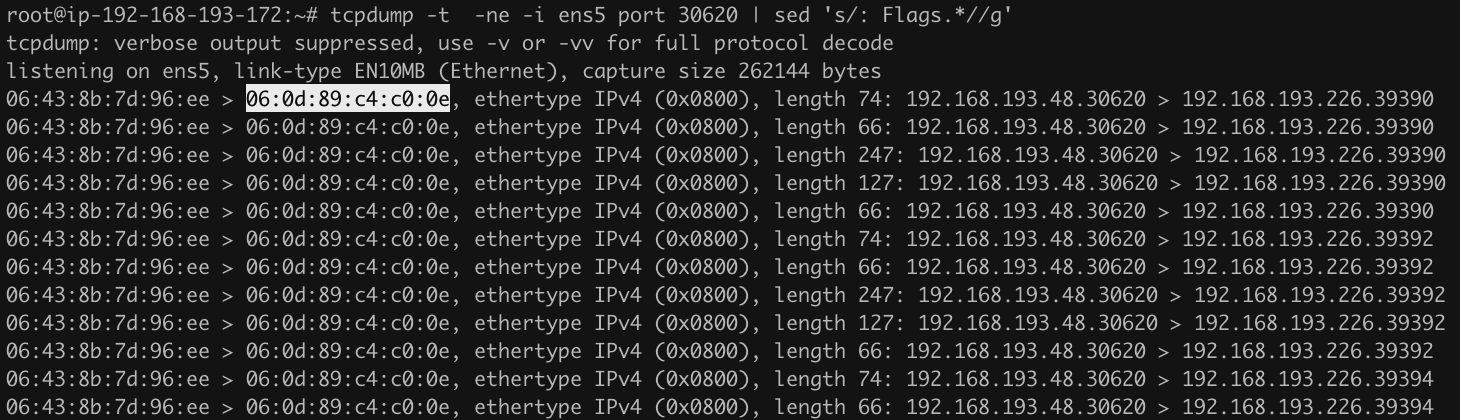 root@ip-192-168-193-172:~# tcpdump -t  -ne -i ens5 port 30620 | sed 's/: Flags.*//g'
tcpdump: verbose output suppressed, use -v or -vv for full protocol decode
listening on ens5, link-type EN10MB (Ethernet), capture size 262144 bytes
06:43:8b:7d:96:ee > 06:0d:89:c4:c0:0e, ethertype IPv4 (0x0800), length 74: 192.168.193.48.30620 > 192.168.193.226.39390
06:43:8b:7d:96:ee > 06:0d:89:c4:c0:0e, ethertype IPv4 (0x0800), length 66: 192.168.193.48.30620 > 192.168.193.226.39390
06:43:8b:7d:96:ee > 06:0d:89:c4:c0:0e, ethertype IPv4 (0x0800), length 247: 192.168.193.48.30620 > 192.168.193.226.39390
06:43:8b:7d:96:ee > 06:0d:89:c4:c0:0e, ethertype IPv4 (0x0800), length 127: 192.168.193.48.30620 > 192.168.193.226.39390
06:43:8b:7d:96:ee > 06:0d:89:c4:c0:0e, ethertype IPv4 (0x0800), length 66: 192.168.193.48.30620 > 192.168.193.226.39390
06:43:8b:7d:96:ee > 06:0d:89:c4:c0:0e, ethertype IPv4 (0x0800), length 74: 192.168.193.48.30620 > 192.168.193.226.39392
06:43:8b:7d:96:ee > 06:0d:89:c4:c0:0e, ethertype IPv4 (0x0800), length 66: 192.168.193.48.30620 > 192.168.193.226.39392
06:43:8b:7d:96:ee > 06:0d:89:c4:c0:0e, ethertype IPv4 (0x0800), length 247: 192.168.193.48.30620 > 192.168.193.226.39392
06:43:8b:7d:96:ee > 06:0d:89:c4:c0:0e, ethertype IPv4 (0x0800), length 127: 192.168.193.48.30620 > 192.168.193.226.39392
06:43:8b:7d:96:ee > 06:0d:89:c4:c0:0e, ethertype IPv4 (0x0800), length 66: 192.168.193.48.30620 > 192.168.193.226.39392
06:43:8b:7d:96:ee > 06:0d:89:c4:c0:0e, ethertype IPv4 (0x0800), length 74: 192.168.193.48.30620 > 192.168.193.226.39394
06:43:8b:7d:96:ee > 06:0d:89:c4:c0:0e, ethertype IPv4 (0x0800), length 66: 192.168.193.48.30620 > 192.168.193.226.39394